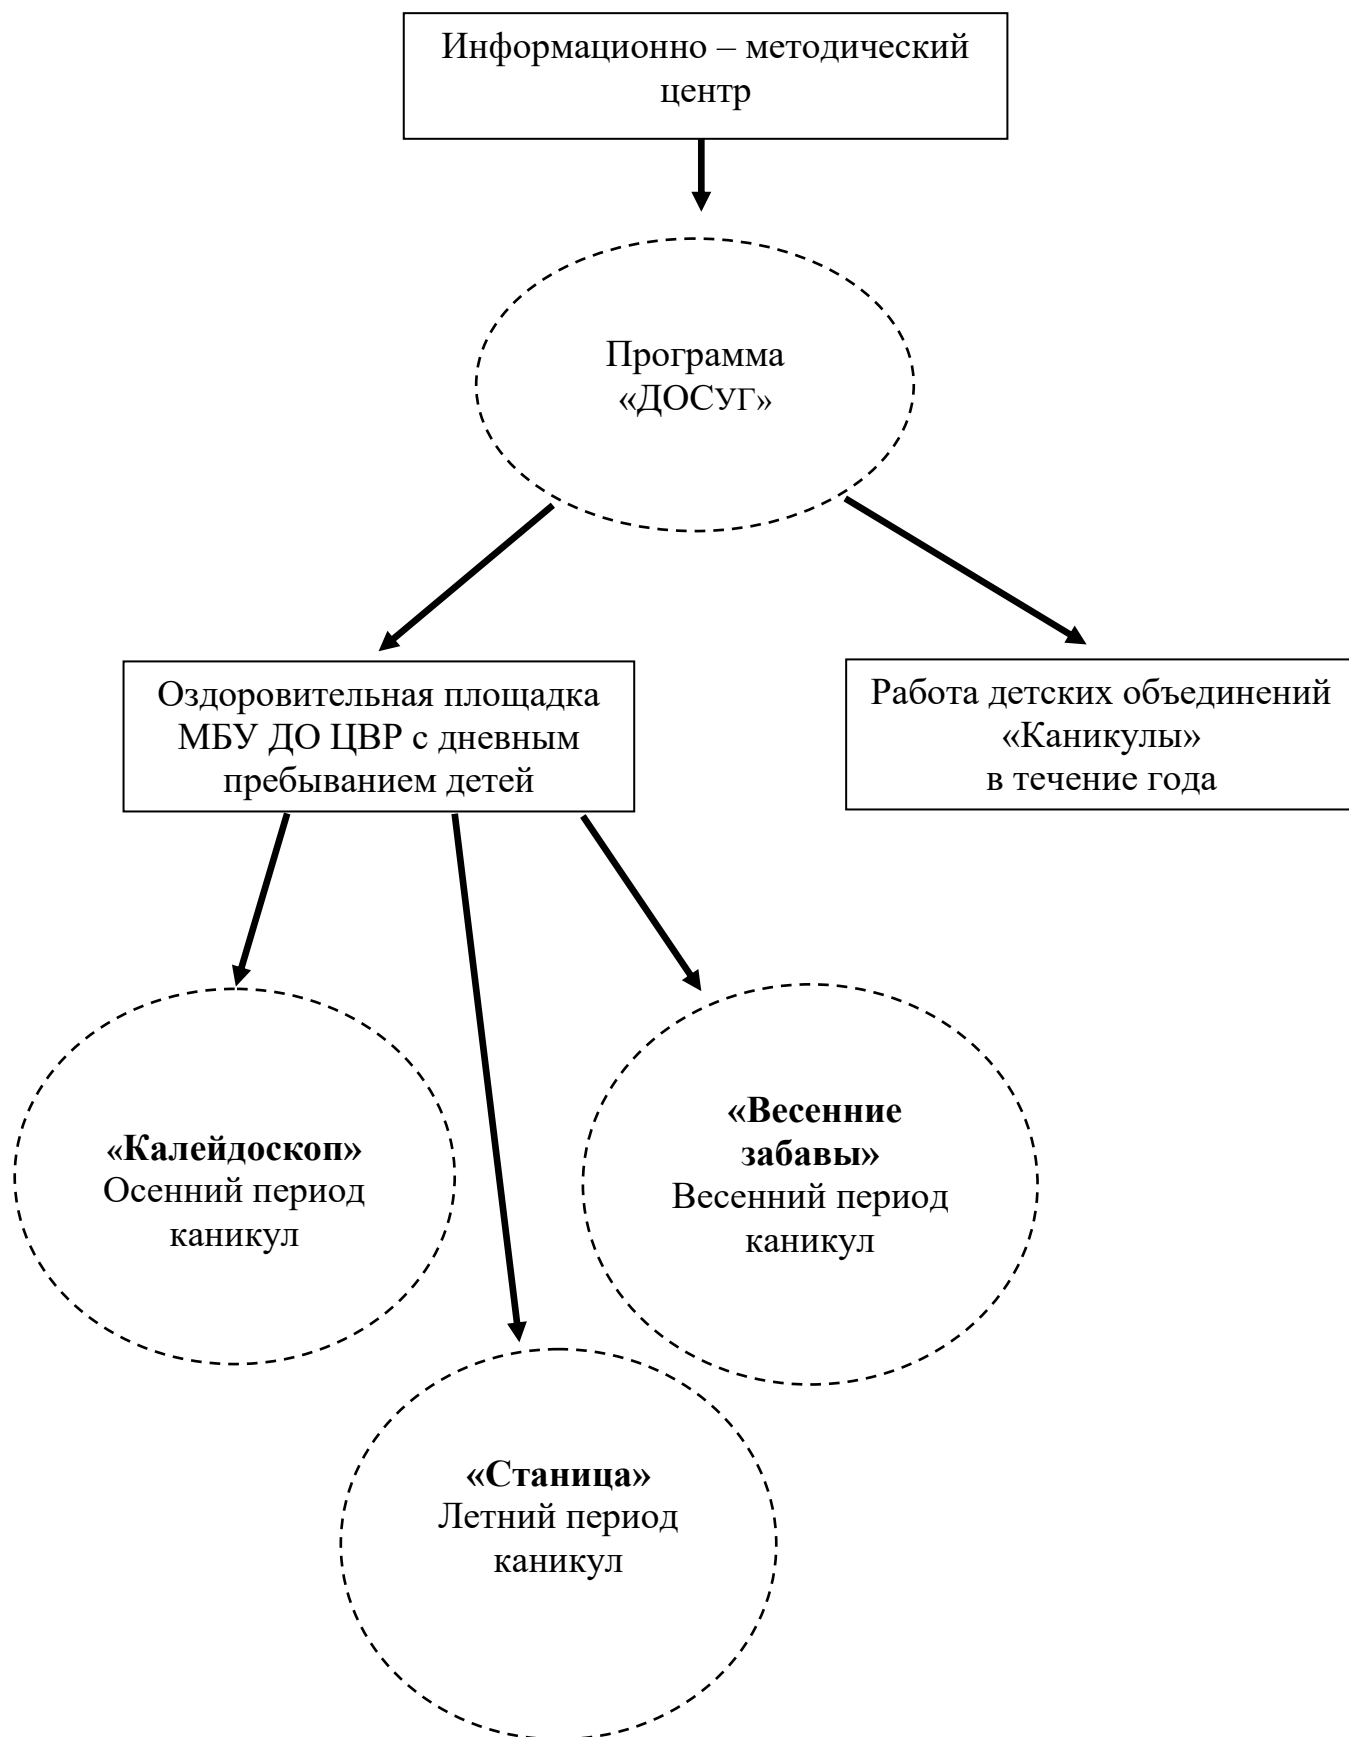 Информационно – методический
центр
Программа
«ДОСУГ»
Оздоровительная площадка
МБУ ДО ЦВР с дневным
пребыванием детей
Работа детских объединений
«Каникулы»
в течение года
«Калейдоскоп»
Осенний период
каникул
«Весенние
забавы»
Весенний период
каникул
«Станица»
Летний период
каникул